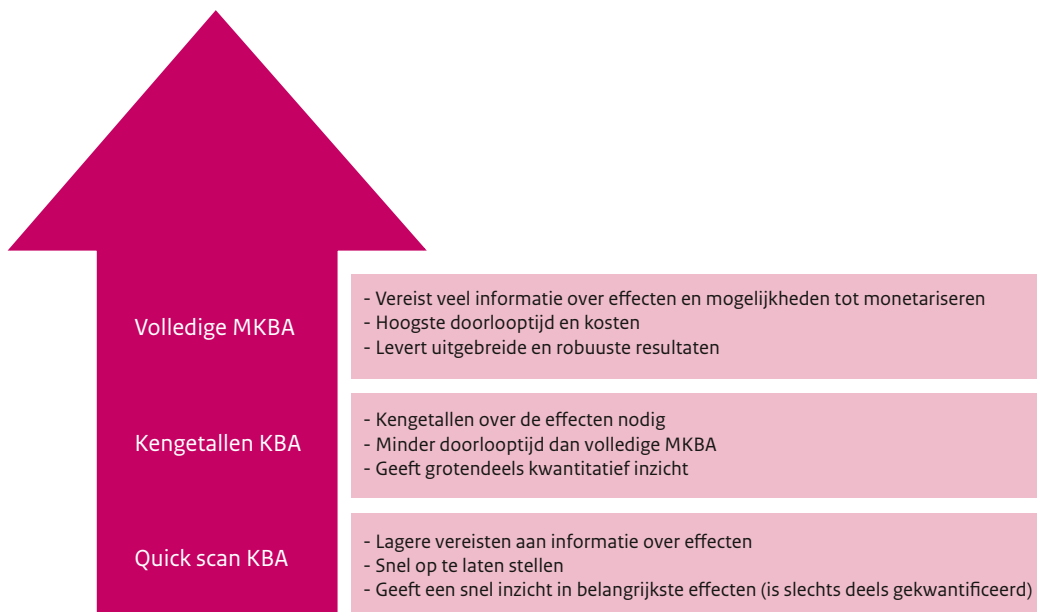 Volledige MKBA
- Vereist veel informatie over effecten en mogelijkheden tot monetariseren
- Hoogste doorlooptijd en kosten
- Levert uitgebreide en robuuste resultaten
Kengetallen KBA
- Kengetallen over de effecten nodig
- Minder doorlooptijd dan volledige MKBA
- Geeft grotendeels kwantitatief inzicht
Quick scan KBA
- Lagere vereisten aan informatie over effecten
- Snel op te laten stellen
- Geeft een snel inzicht in belangrijkste effecten (is slechts deels gekwantificeerd)